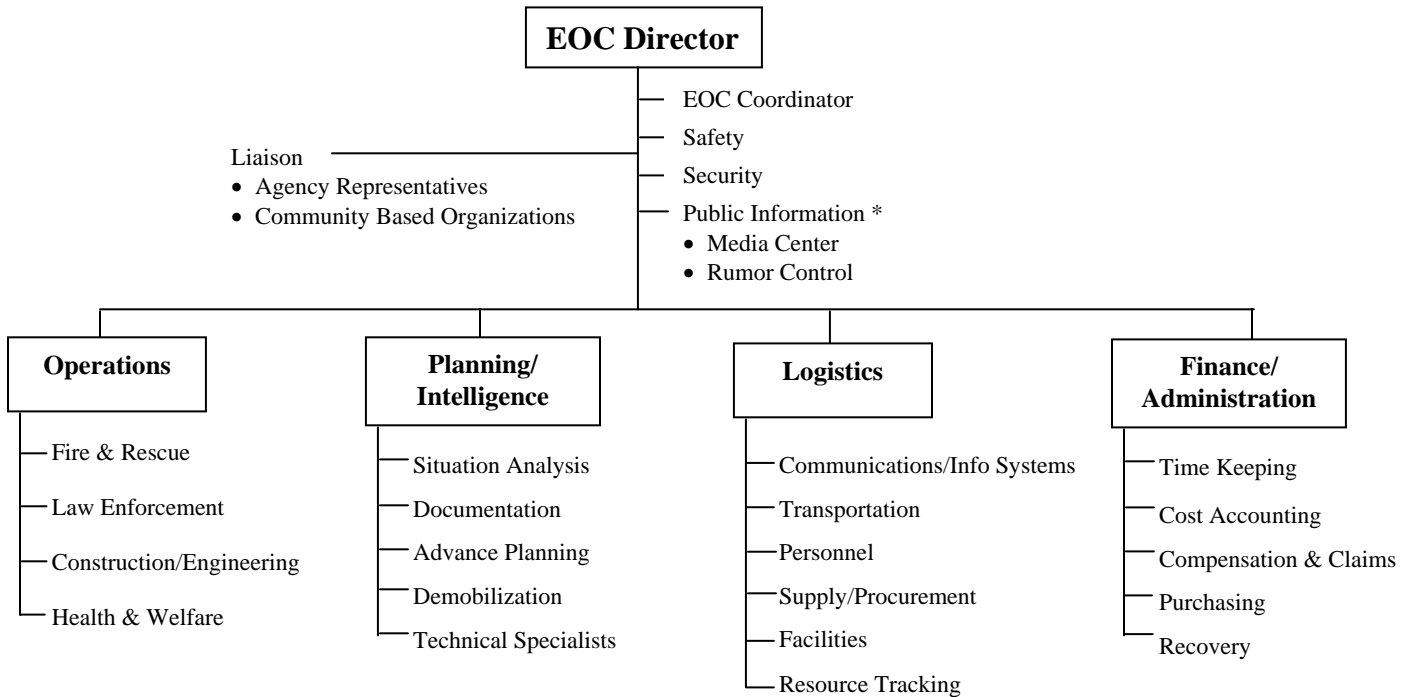 EOC Director
EOC Coordinator
Safety
Security
Public Information *
• Media Center
• Rumor Control
Liaison
• Agency Representatives
• Community Based Organizations
Operations
Fire & Rescue
Law Enforcement
Construction/Engineering
Health & Welfare
Planning/
Intelligence
Situation Analysis
Documentation
Advance Planning
Demobilization
Technical Specialists
Logistics
Communications/Info Systems
Transportation
Personnel
Supply/Procurement
Facilities
Resource Tracking
Finance/
Administration
Time Keeping
Cost Accounting
Compensation & Claims
Purchasing
Recovery